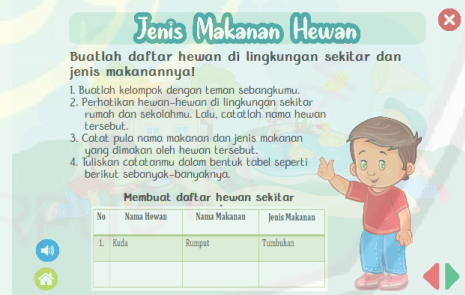 Jenis Makanan Hewan
Buatlah daftar hewan di lingkungan sekitar dan
jenis makanannya!
1. Buatlah kelompok dengan teman sebangkumu.
2. Perhatikan hewan-hewan di lingkungan sekitar
rumah dan sekolahmu. Lalu, catatlah nama hewan
tersebut.
3. Catat pula nama makanan dan jenis makanan
yang dimakan oleh hewan tersebut.
4. Tuliskan catatanmu dalam bentuk tabel seperti
berikut sebanyak-banyaknya.
Membuat daftar hewan sekitar
No Nama Hewan Nama Makanan Jenis Makanan
1. Kuda Rumput Tumbukan